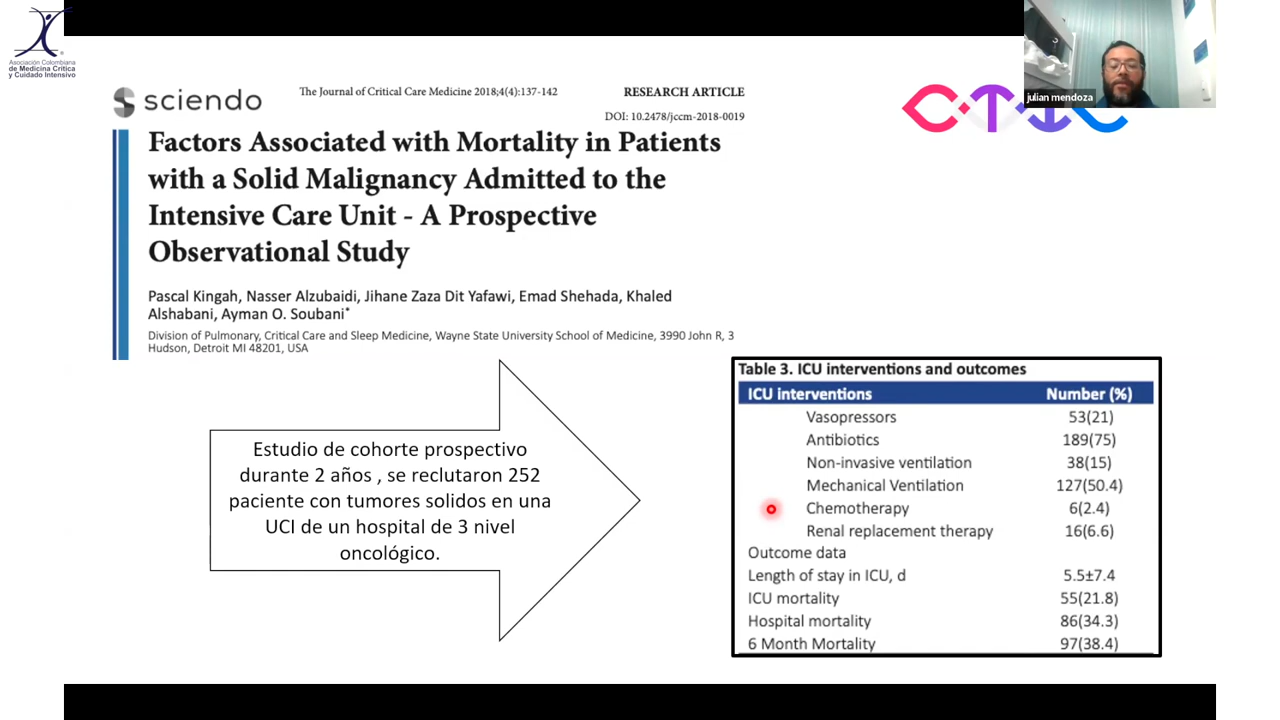 Asociación Colombiana
de Medicina Crítica
y Cuidado Intensivo
julian mendoza
CTIC
sciendo
The Journal of Critical Care Medicine 2018;4(4):137-142
RESEARCH ARTICLE
DOI: 10.2478/jccm-2018-0019
Factors Associated with Mortality in Patients
with a Solid Malignancy Admitted to the
Intensive Care Unit - A Prospective
Observational Study
Pascal Kingah, Nasser Alzubaidi, Jihane Zaza Dit Yafawi, Emad Shehada, Khaled
Alshabani, Ayman O. Soubani*
Division of Pulmonary, Critical Care and Sleep Medicine, Wayne State University School of Medicine, 3990 John R, 3
Hudson, Detroit MI 48201, USA
Estudio de cohorte prospectivo
durante 2 años , se reclutaron 252
paciente con tumores solidos en una
UCI de un hospital de 3 nivel
oncológico.
Table 3. ICU interventions and outcomes
ICU interventions Number (%)
Vasopressors 53(21)
Antibiotics 189(75)
Non-invasive ventilation 38(15)
Mechanical Ventilation 127(50.4)
Chemotherapy 6(2.4)
Renal replacement therapy 16(6.6)
Outcome data
Length of stay in ICU, d 5.5±7.4
ICU mortality 55(21.8)
Hospital mortality 86(34.3)
6 Month Mortality 97(38.4)